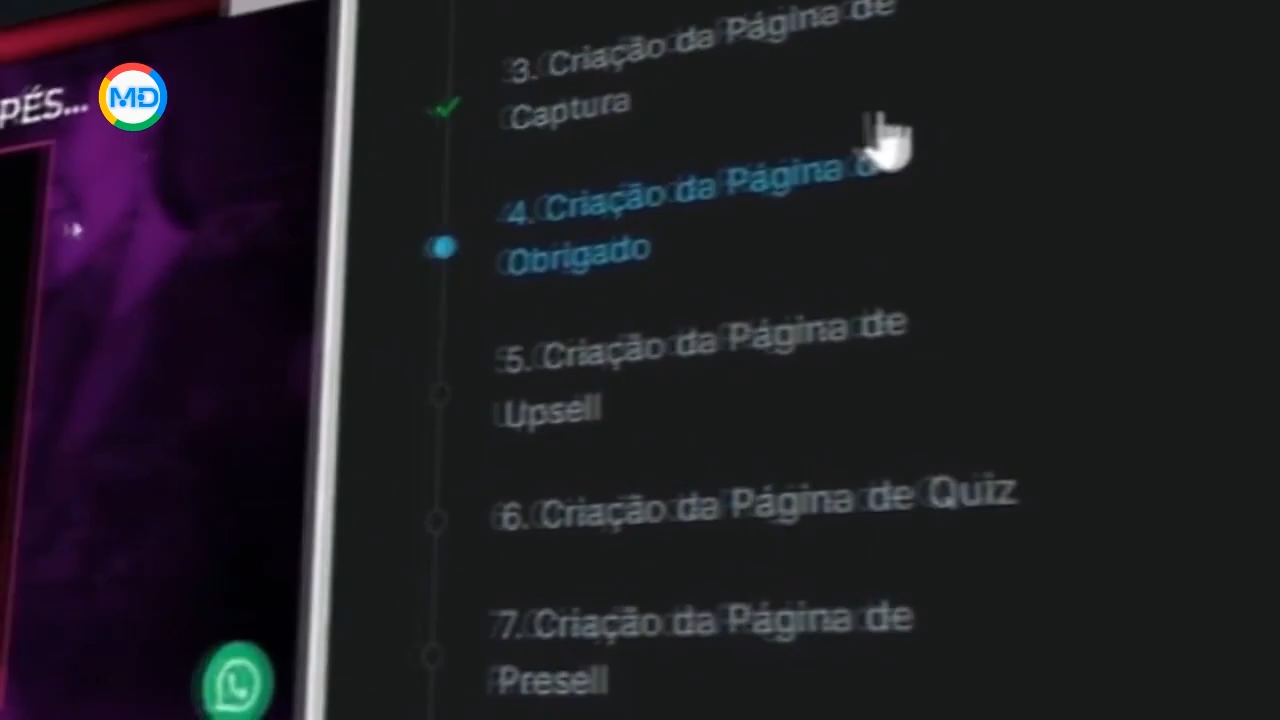 PÉS...
MD
3. Criação da Página de
Captura
4. Criação da Página
Obrigado
5. Criação da Página de
Upsell
6. Criação da Página de Quiz
7. Criação da Página de
Presell